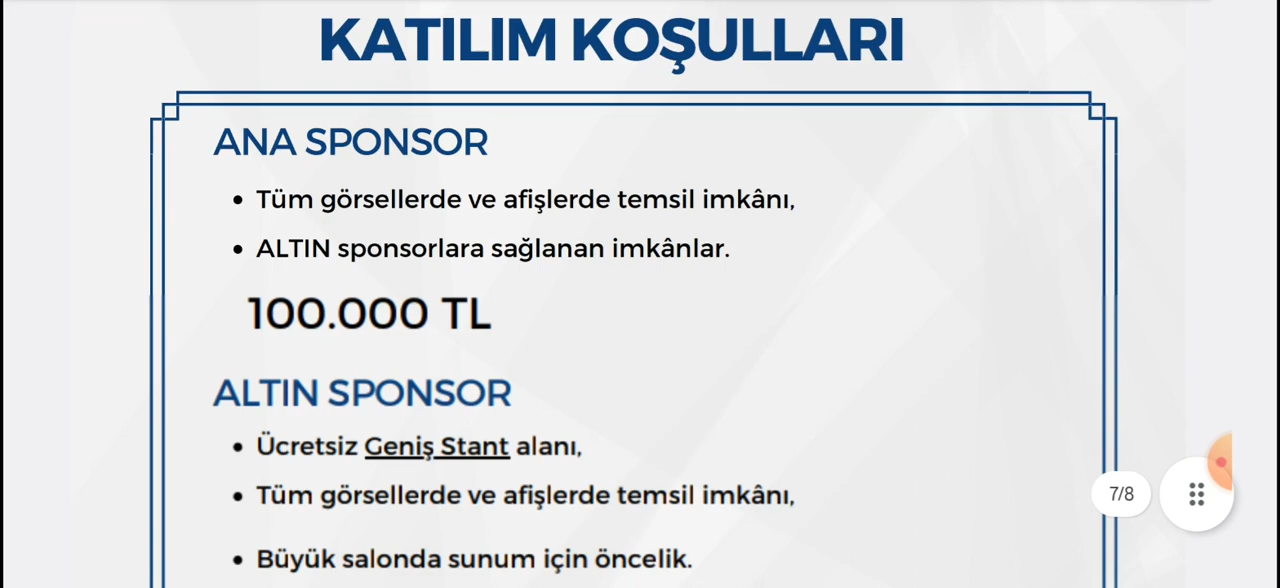 KATILIM KOŞULLARI
ANA SPONSOR
• Tüm görsellerde ve afişlerde temsil imkânı,
• ALTIN sponsorlara sağlanan imkânlar.
100.000 TL
ALTIN SPONSOR
• Ücretsiz Geniş Stant alanı,
• Tüm görsellerde ve afişlerde temsil imkânı,
7/8
• Büyük salonda sunum için öncelik.